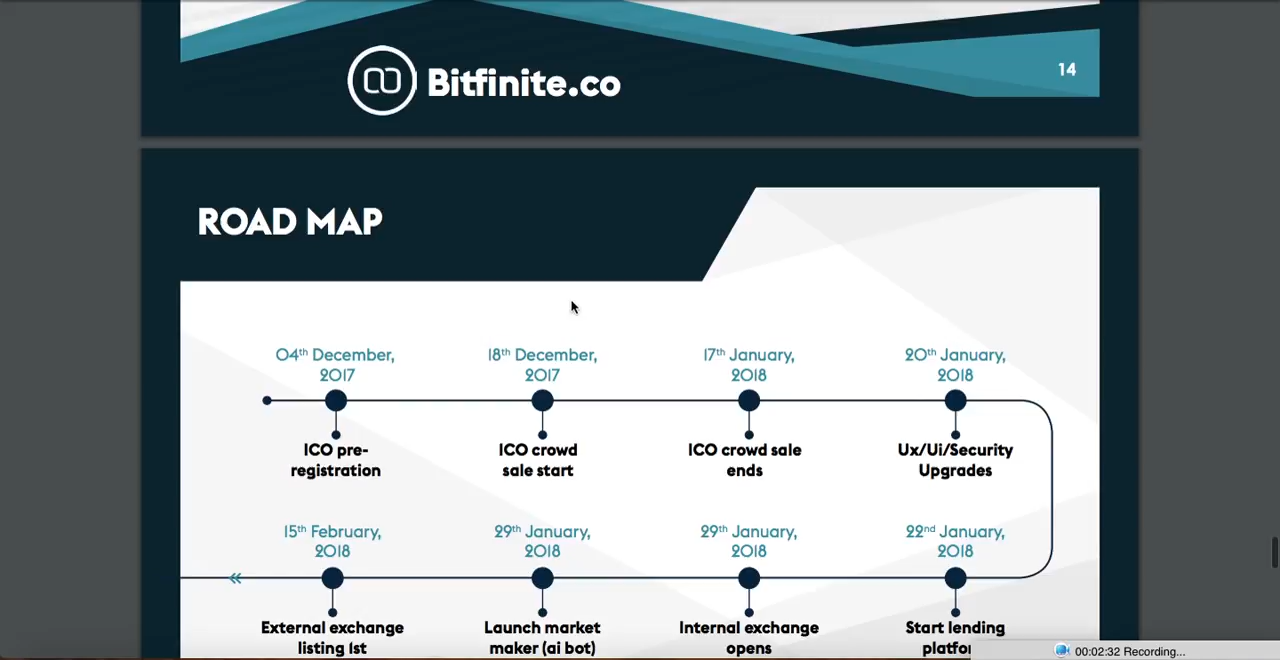 Bitfinite.co
14
ROAD MAP
04th December,
2017
18th December,
2017
17th January,
2018
20th January,
2018
ICO pre-
registration
ICO crowd
sale start
ICO crowd sale
ends
Ux/Ui/Security
Upgrades
15th February,
2018
29th January,
2018
29th January,
2018
22nd January,
2018
External exchange
listing 1st
Launch market
maker (ai bot)
Internal exchange
opens
Start lending
00:02:32 Recording...